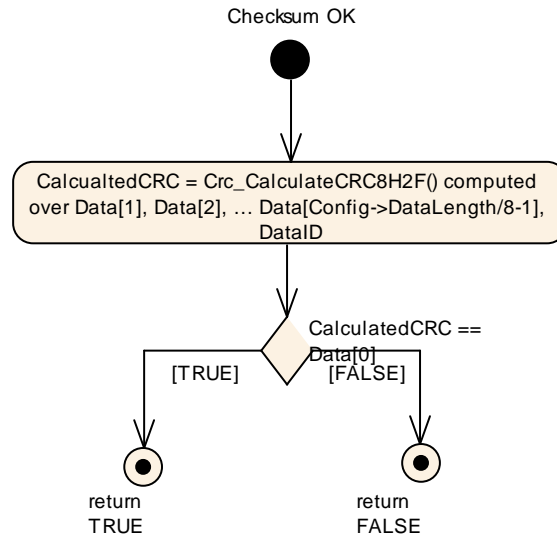 Checksum OK
CalcualtedCRC = Crc_CalculateCRC8H2F() computed
over Data[1], Data[2], … Data[Config->DataLength/8-1],
DataID
CalculatedCRC ==
Data[0]
[TRUE]
[FALSE]
return
TRUE
return
FALSE